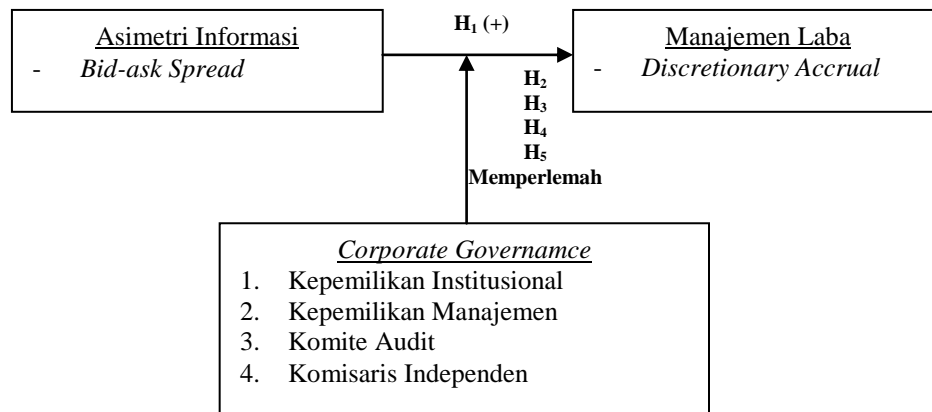 Asimetri Informasi
- Bid-ask Spread
H₁ (+)
Manajemen Laba
- Discretionary Accrual
H₂
H₃
H₄
H₅
Memperlemah
Corporate Governamce
1. Kepemilikan Institusional
2. Kepemilikan Manajemen
3. Komite Audit
4. Komisaris Independen